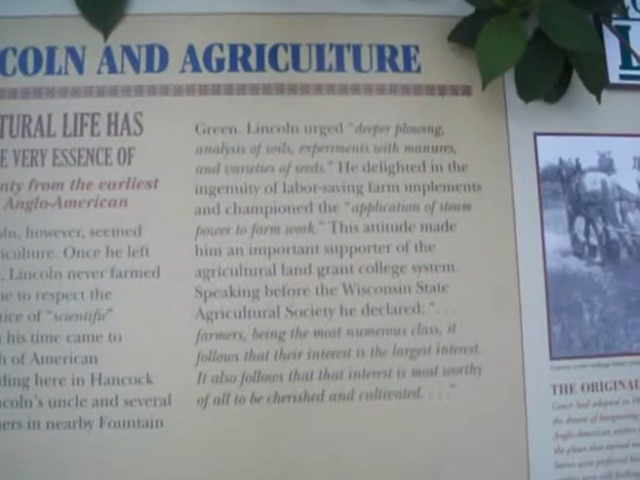 COLN AND AGRICULTURE
TURAL LIFE HAS
E VERY ESSENCE OF
nty from the earliest
Anglo-American
oln, however, seemed
iculture. Once he left
, Lincoln never farmed
ne to respect the
tice of "scientific"
his time came to
h of American
ding here in Hancock
ncoln's uncle and several
ers in nearby Fountain
Green. Lincoln urged "deeper plowing,
analysis of soils, experiments with manures,
and varieties of seeds." He delighted in the
ingenuity of labor-saving farm implements
and championed the "application of steam
power to farm work." This attitude made
him an important supporter of the
agricultural land grant college system.
Speaking before the Wisconsin State
Agricultural Society he declared: ". . .
farmers, being the most numerous class, it
follows that their interest is the largest interest.
It also follows that that interest is most worthy
of all to be cherished and cultivated. . . ."
THE ORIGINA